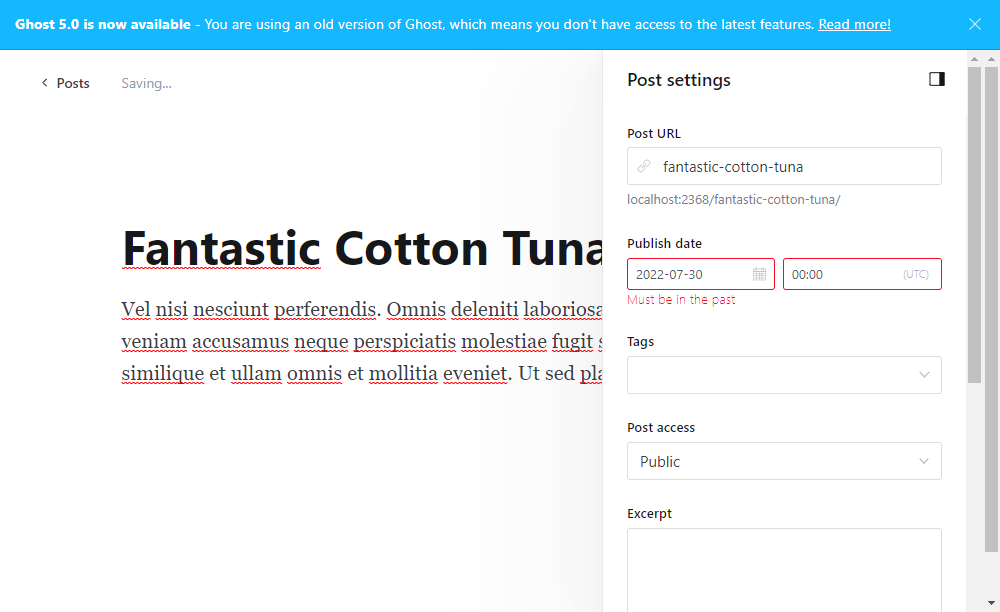 Ghost 5.0 is now available - You are using an old version of Ghost, which means you don't have access to the latest features. Read more!
Posts
Saving...
Fantastic Cotton Tuna
Vel nisi nesciunt perferendis. Omnis deleniti laboriosa
veniam accusamus neque perspiciatis molestiae fugit s
similique et ullam omnis et mollitia eveniet. Ut sed pla
Post settings
Post URL
fantastic-cotton-tuna
localhost:2368/fantastic-cotton-tuna/
Publish date
2022-07-30
00:00
(UTC)
Must be in the past
Tags
Post access
Public
Excerpt